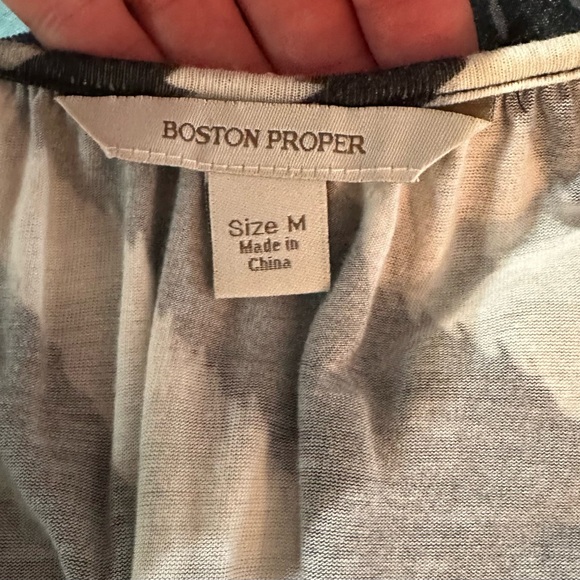 BOSTON PROPER
Size M
Made in
China